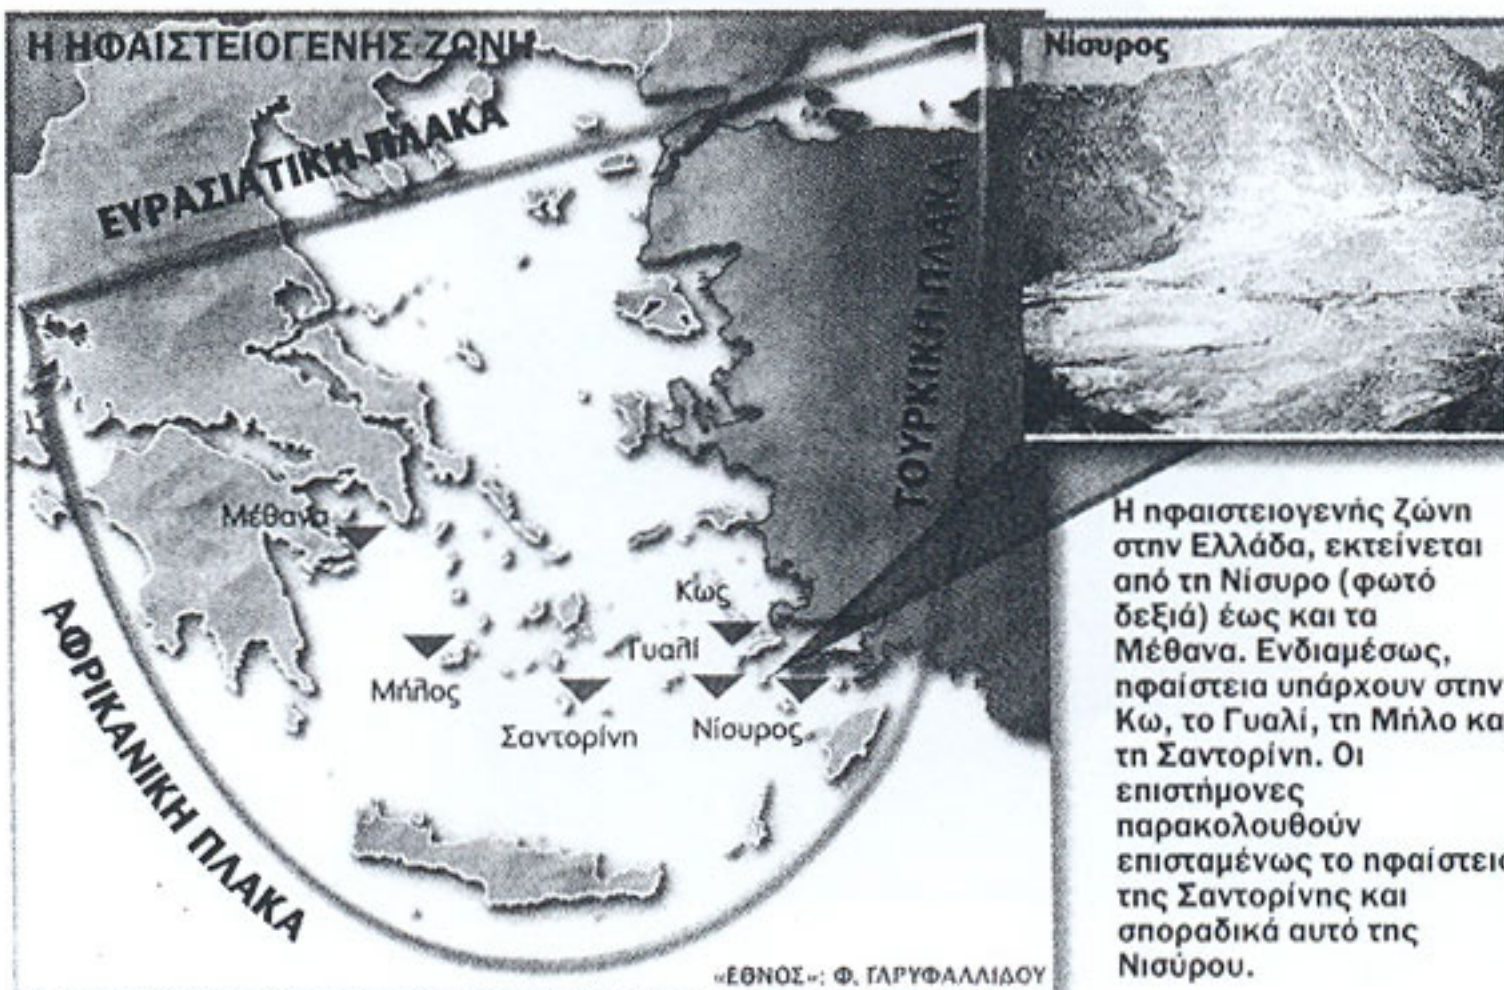 Η ΗΦΑΙΣΤΕΙΟΓΕΝΗΣ ΖΩΝΗ
ΕΥΡΑΣΙΑΤΙΚΗ ΠΛΑΚΑ
ΤΟΥΡΚΙΚΗ ΠΛΑΚΑ
ΑΦΡΙΚΑΝΙΚΗ ΠΛΑΚΑ
Μέθανα
Κως
Γυαλί
Μήλος
Σαντορίνη
Νίσυρος
«ΕΘΝΟΣ»: Φ. ΓΑΡΥΦΑΛΛΙΔΟΥ
Νίσυρος
Η ηφαιστειογενής ζώνη
στην Ελλάδα, εκτείνεται
από τη Νίσυρο (φωτό
δεξιά) έως και τα
Μέθανα. Ενδιαμέσως,
ηφαίστεια υπάρχουν στην
Κω, το Γυαλί, τη Μήλο κα
τη Σαντορίνη. Οι
επιστήμονες
παρακολουθούν
επισταμένως το ηφαίστειο
της Σαντορίνης και
σποραδικά αυτό της
Νισύρου.